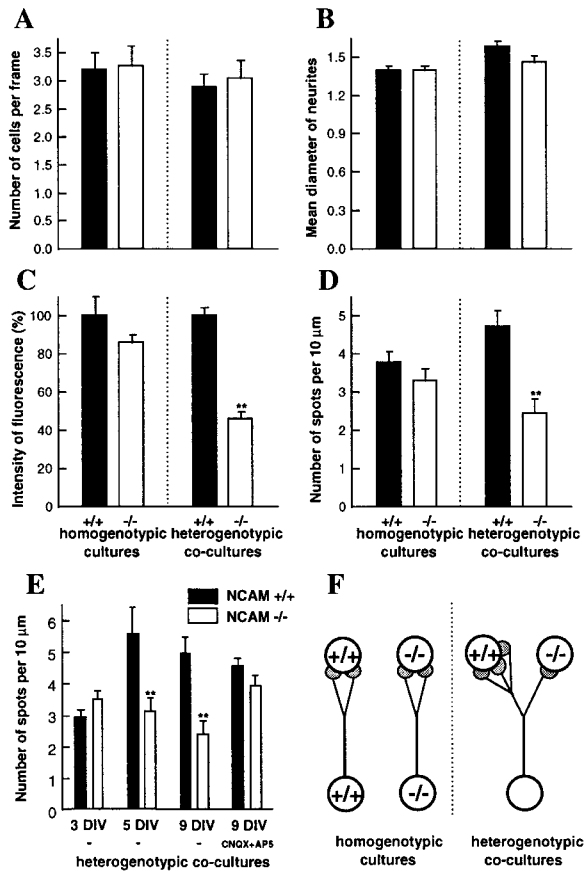 A
Number of cells per frame
3.5
3.0
2.5
2.0
1.5
1.0
0.5
0.0
B
Mean diameter of neurites
1.5
1.2
0.9
0.6
0.3
0.0
C
Intensity of fluorescence (%)
100
80
60
40
20
0
**
+/+ -/- +/+ -/-
homogenotypic heterogenotypic
cultures co-cultures
D
Number of spots per 10 µm
5
4
3
2
1
0
**
+/+ -/- +/+ -/-
homogenotypic heterogenotypic
cultures co-cultures
E
NCAM +/+
NCAM -/-
Number of spots per 10 µm
6
5
4
3
2
1
0
** **
3 DIV 5 DIV 9 DIV 9 DIV
- - - CNQX+AP5
heterogenotypic co-cultures
F
+/+ -/- +/+ -/-
+/+ -/-
homogenotypic heterogenotypic
cultures co-cultures